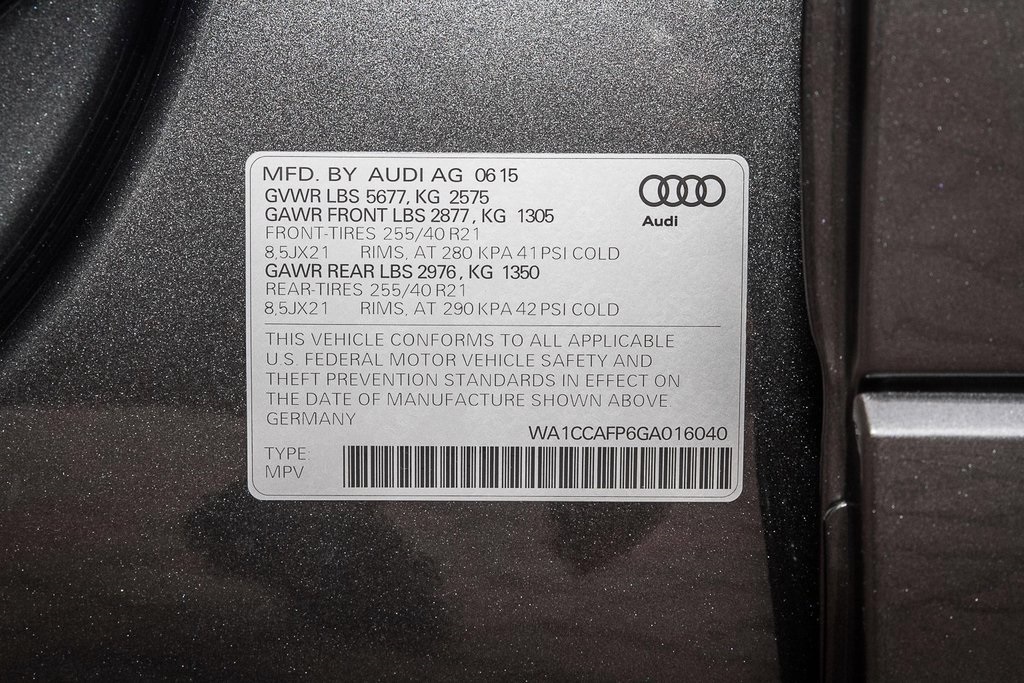 MFD. BY AUDI AG 06 15
GVWR LBS 5677, KG 2575
GAWR FRONT LBS 2877, KG 1305
FRONT-TIRES 255/40 R21
8,5JX21 RIMS, AT 280 KPA 41 PSI COLD
GAWR REAR LBS 2976, KG 1350
REAR-TIRES 255/40 R21
8,5JX21 RIMS, AT 290 KPA 42 PSI COLD
Audi
THIS VEHICLE CONFORMS TO ALL APPLICABLE
U.S. FEDERAL MOTOR VEHICLE SAFETY AND
THEFT PREVENTION STANDARDS IN EFFECT ON
THE DATE OF MANUFACTURE SHOWN ABOVE.
GERMANY
WA1CCAFP6GA016040
TYPE:
MPV